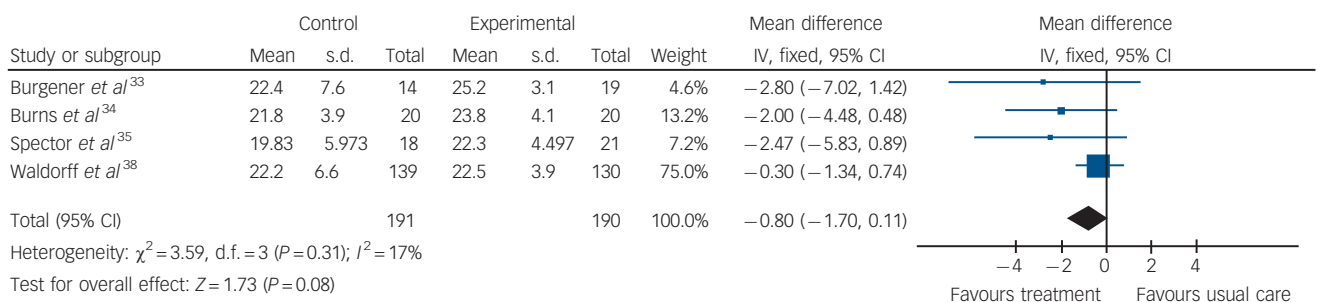 Control Experimental Mean difference Mean difference
Study or subgroup Mean s.d. Total Mean s.d. Total Weight IV, fixed, 95% CI IV, fixed, 95% CI
Burgener et al33 22.4 7.6 14 25.2 3.1 19 4.6% −2.80 (−7.02, 1.42)
Burns et al34 21.8 3.9 20 23.8 4.1 20 13.2% −2.00 (−4.48, 0.48)
Spector et al35 19.83 5.973 18 22.3 4.497 21 7.2% −2.47 (−5.83, 0.89)
Waldorff et al38 22.2 6.6 139 22.5 3.9 130 75.0% −0.30 (−1.34, 0.74)
Total (95% CI) 191 190 100.0% −0.80 (−1.70, 0.11)
Heterogeneity: χ2 = 3.59, d.f. = 3 (P = 0.31); I2 = 17%
−4 −2 0 2 4
Test for overall effect: Z = 1.73 (P = 0.08)
Favours treatment Favours usual care